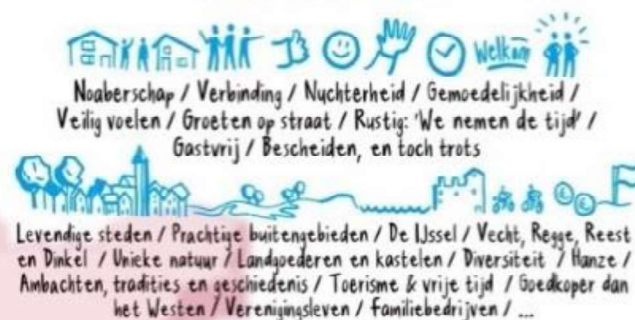 Welkom
Noaberschap / Verbinding / Nuchterheid / Gemoedelijkheid /
Veilig voelen / Groeten op straat / Rustig: 'We nemen de tijd' /
Gastvrij / Bescheiden, en toch trots
Levendige steden / Prachtige buitengebieden / De IJssel / Vecht, Regge, Reest
en Dinkel / Unieke natuur / Landgoederen en kastelen / Diversiteit / Hanze /
Ambachten, tradities en geschiedenis / Toerisme & vrije tijd / Goedkoper dan
het Westen / Verenigingsleven / Familiebedrijven / ...